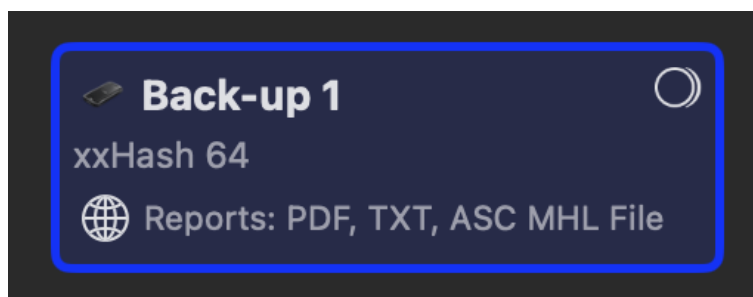 Back-up 1
xxHash 64
Reports: PDF, TXT, ASC MHL File